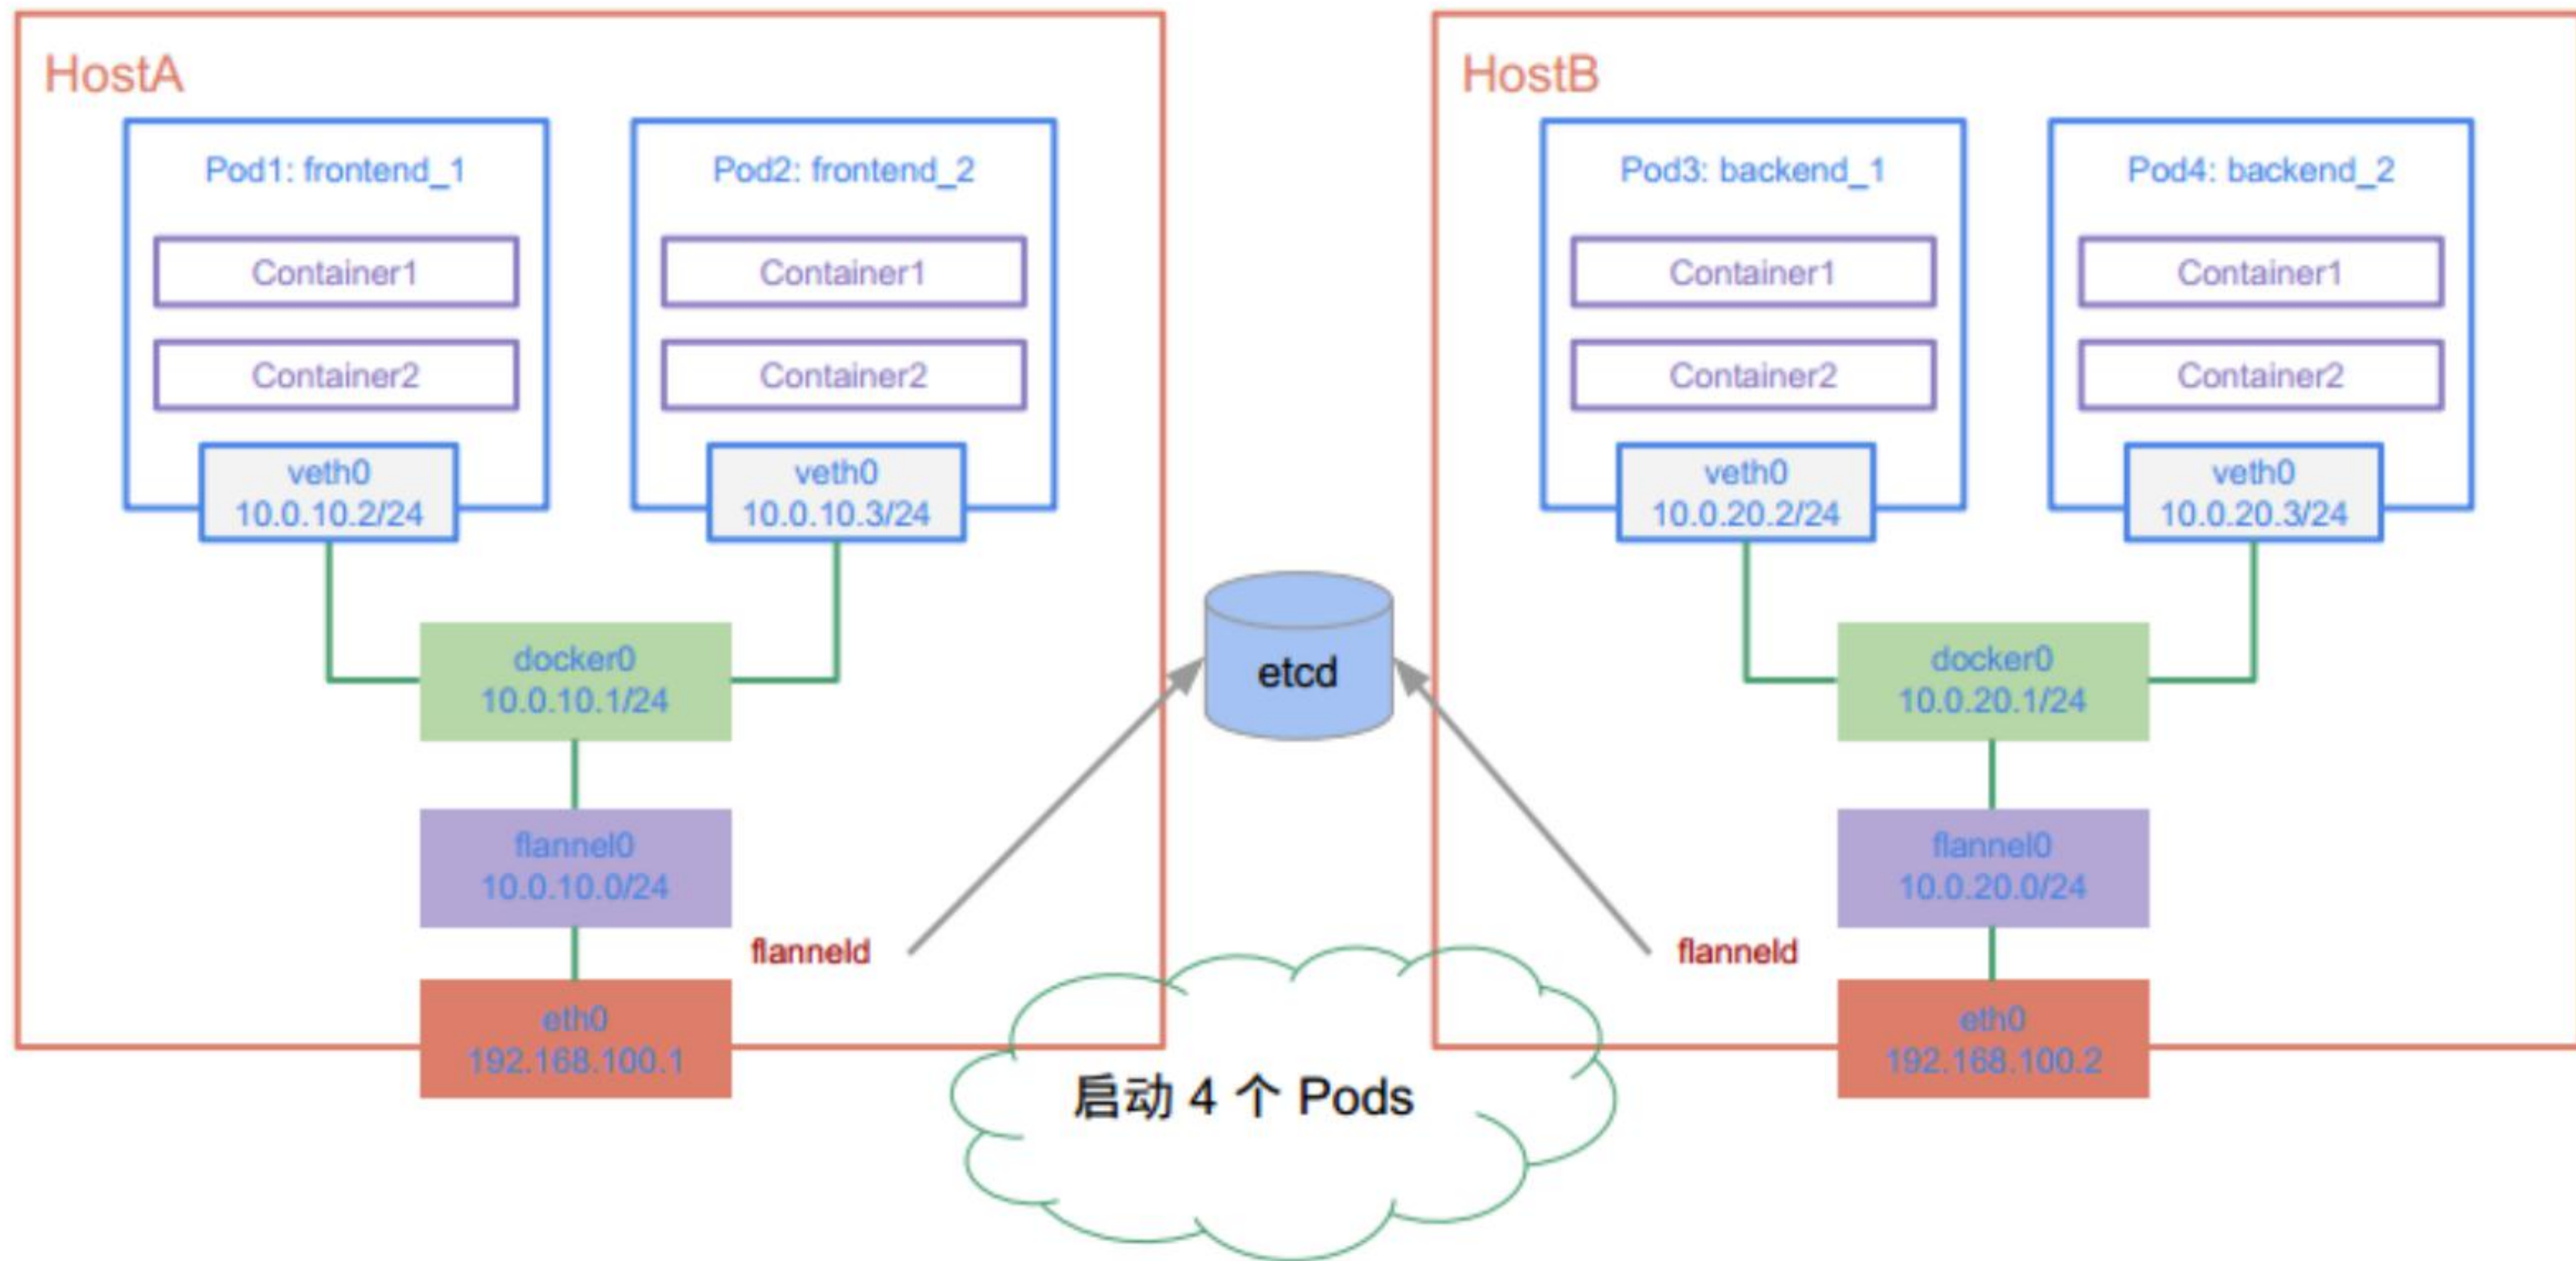 HostA
Pod1: frontend_1
Container1
Container2
veth0
10.0.10.2/24
Pod2: frontend_2
Container1
Container2
veth0
10.0.10.3/24
docker0
10.0.10.1/24
flannel0
10.0.10.0/24
flanneld
eth0
192.168.100.1
etcd
启动 4 个 Pods
HostB
Pod3: backend_1
Container1
Container2
veth0
10.0.20.2/24
Pod4: backend_2
Container1
Container2
veth0
10.0.20.3/24
docker0
10.0.20.1/24
flannel0
10.0.20.0/24
flanneld
eth0
192.168.100.2